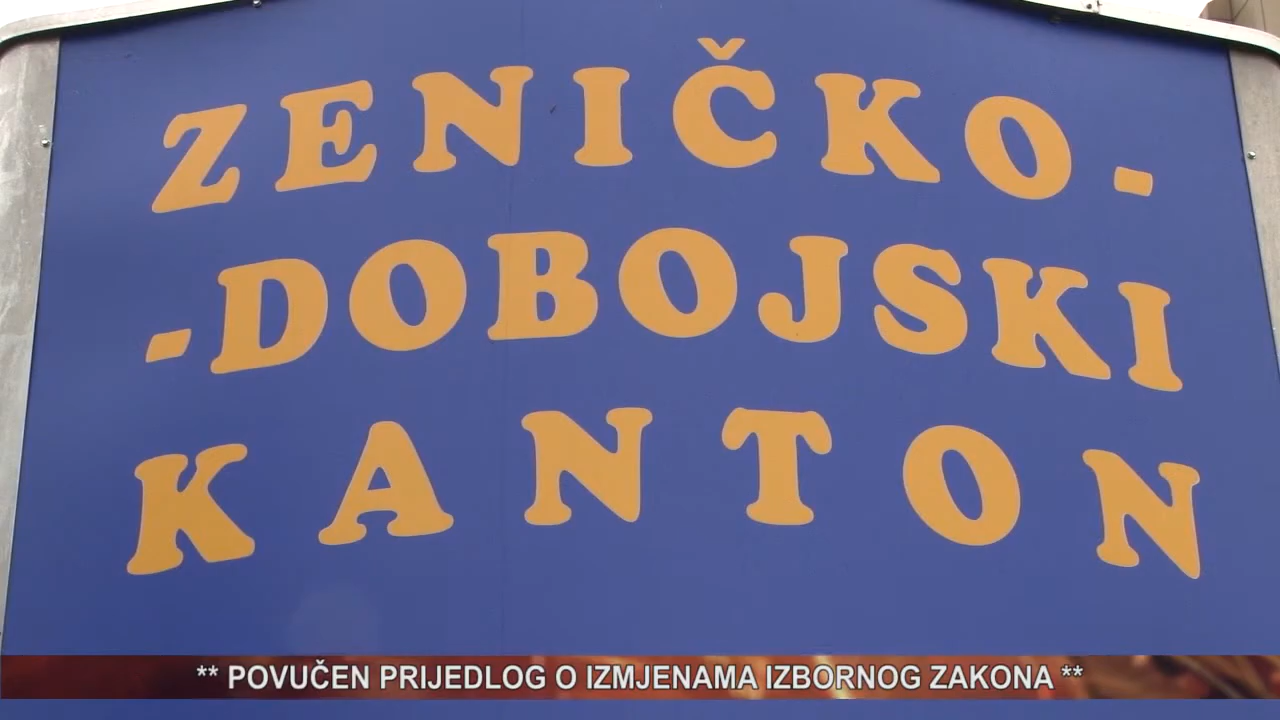 ZENIČKO-
-DOBOJSKI
KANTON
** POVUČEN PRIJEDLOG O IZMJENAMA IZBORNOG ZAKONA **